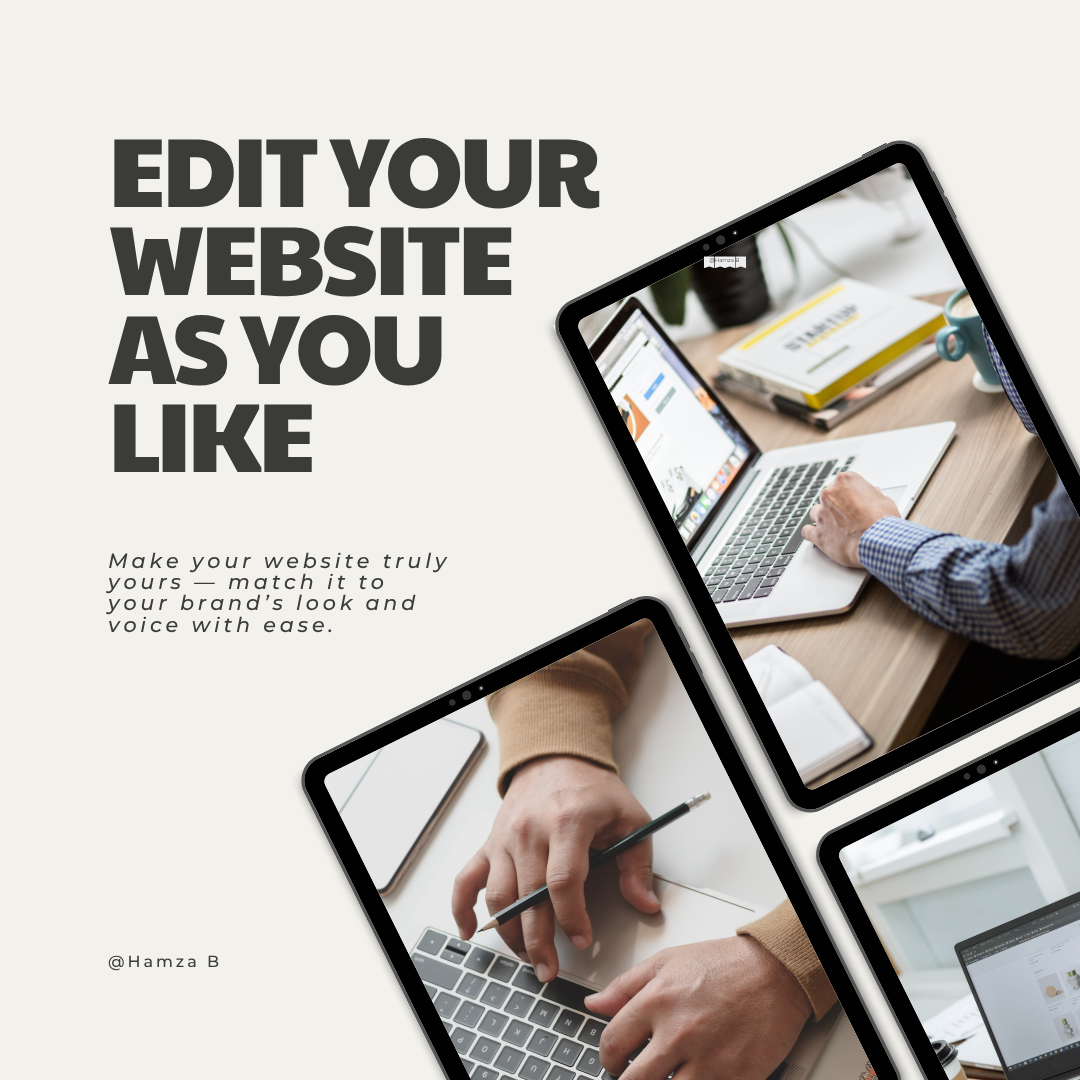 EDIT YOUR
WEBSITE
AS YOU
LIKE
Make your website truly
yours — match it to
your brand’s look and
voice with ease.
@Hamza B
@Hamza B
STARTUP